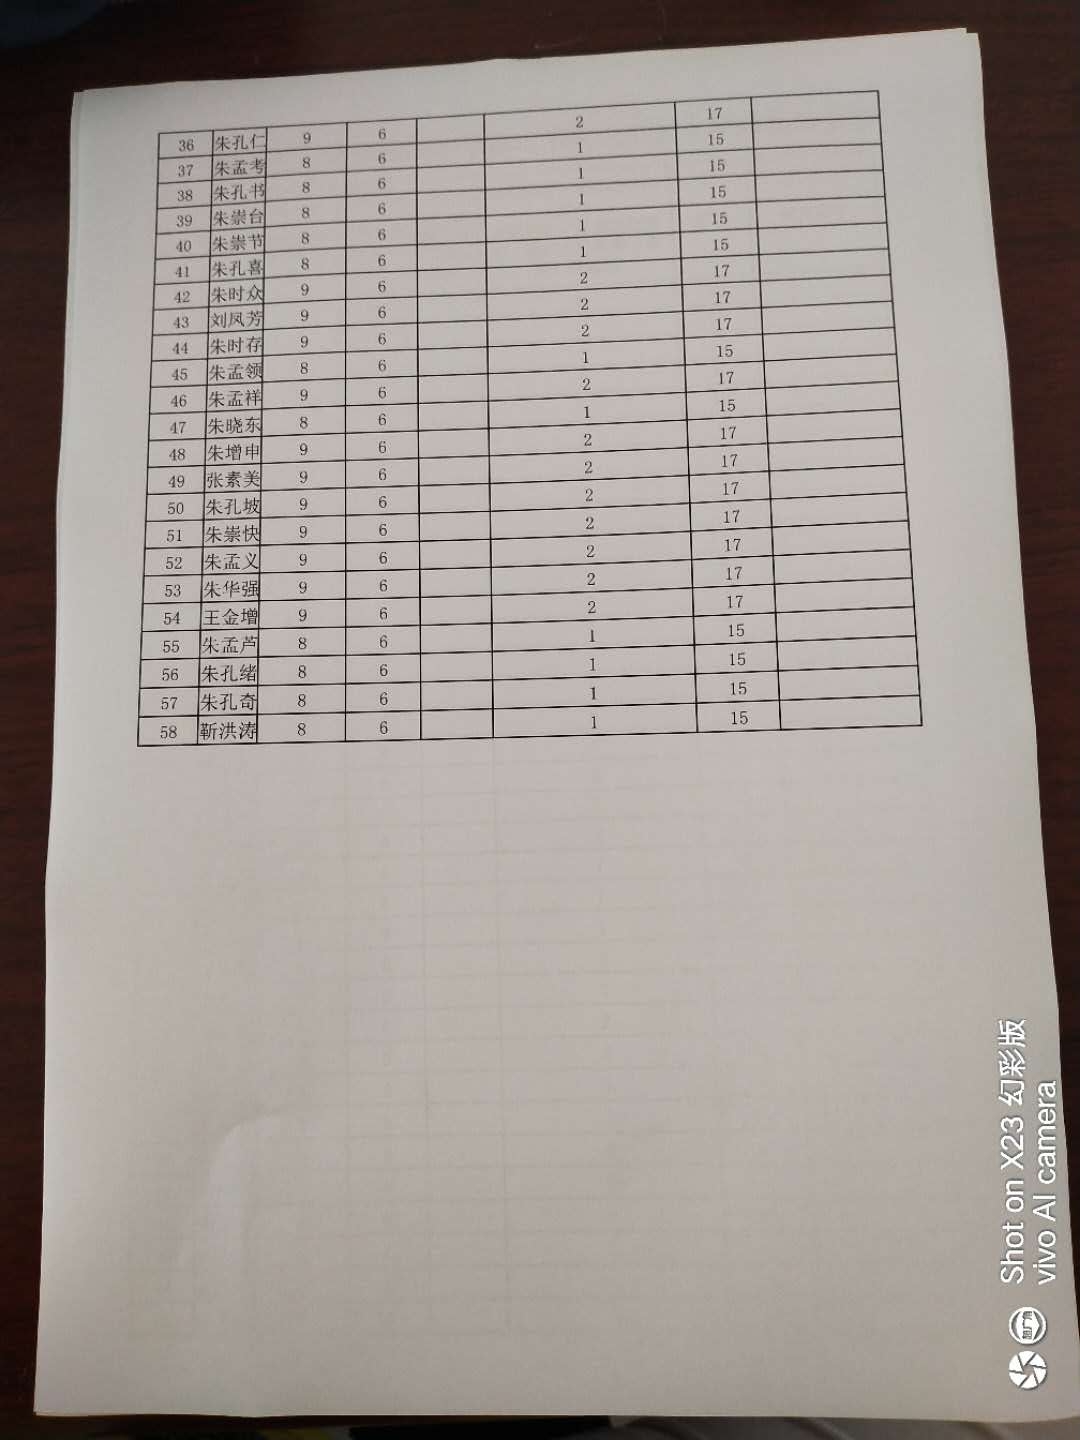 36 朱孔仁 9 6 2 17
37 朱孟考 8 6 1 15
38 朱孔书 8 6 1 15
39 朱崇台 8 6 1 15
40 朱崇节 8 6 1 15
41 朱孔喜 8 6 1 15
42 朱时众 9 6 2 17
43 刘凤芳 9 6 2 17
44 朱时存 9 6 2 17
45 朱孟领 8 6 1 15
46 朱孟祥 9 6 2 17
47 朱晓东 8 6 1 15
48 朱增申 9 6 2 17
49 张素美 9 6 2 17
50 朱孔坡 9 6 2 17
51 朱崇快 9 6 2 17
52 朱孟义 9 6 2 17
53 朱华强 9 6 2 17
54 王金增 9 6 2 17
55 朱孟芦 8 6 1 15
56 朱孔绪 8 6 1 15
57 朱孔奇 8 6 1 15
58 靳洪涛 8 6 1 15
Shot on X23 幻彩版
vivo AI camera
超广角